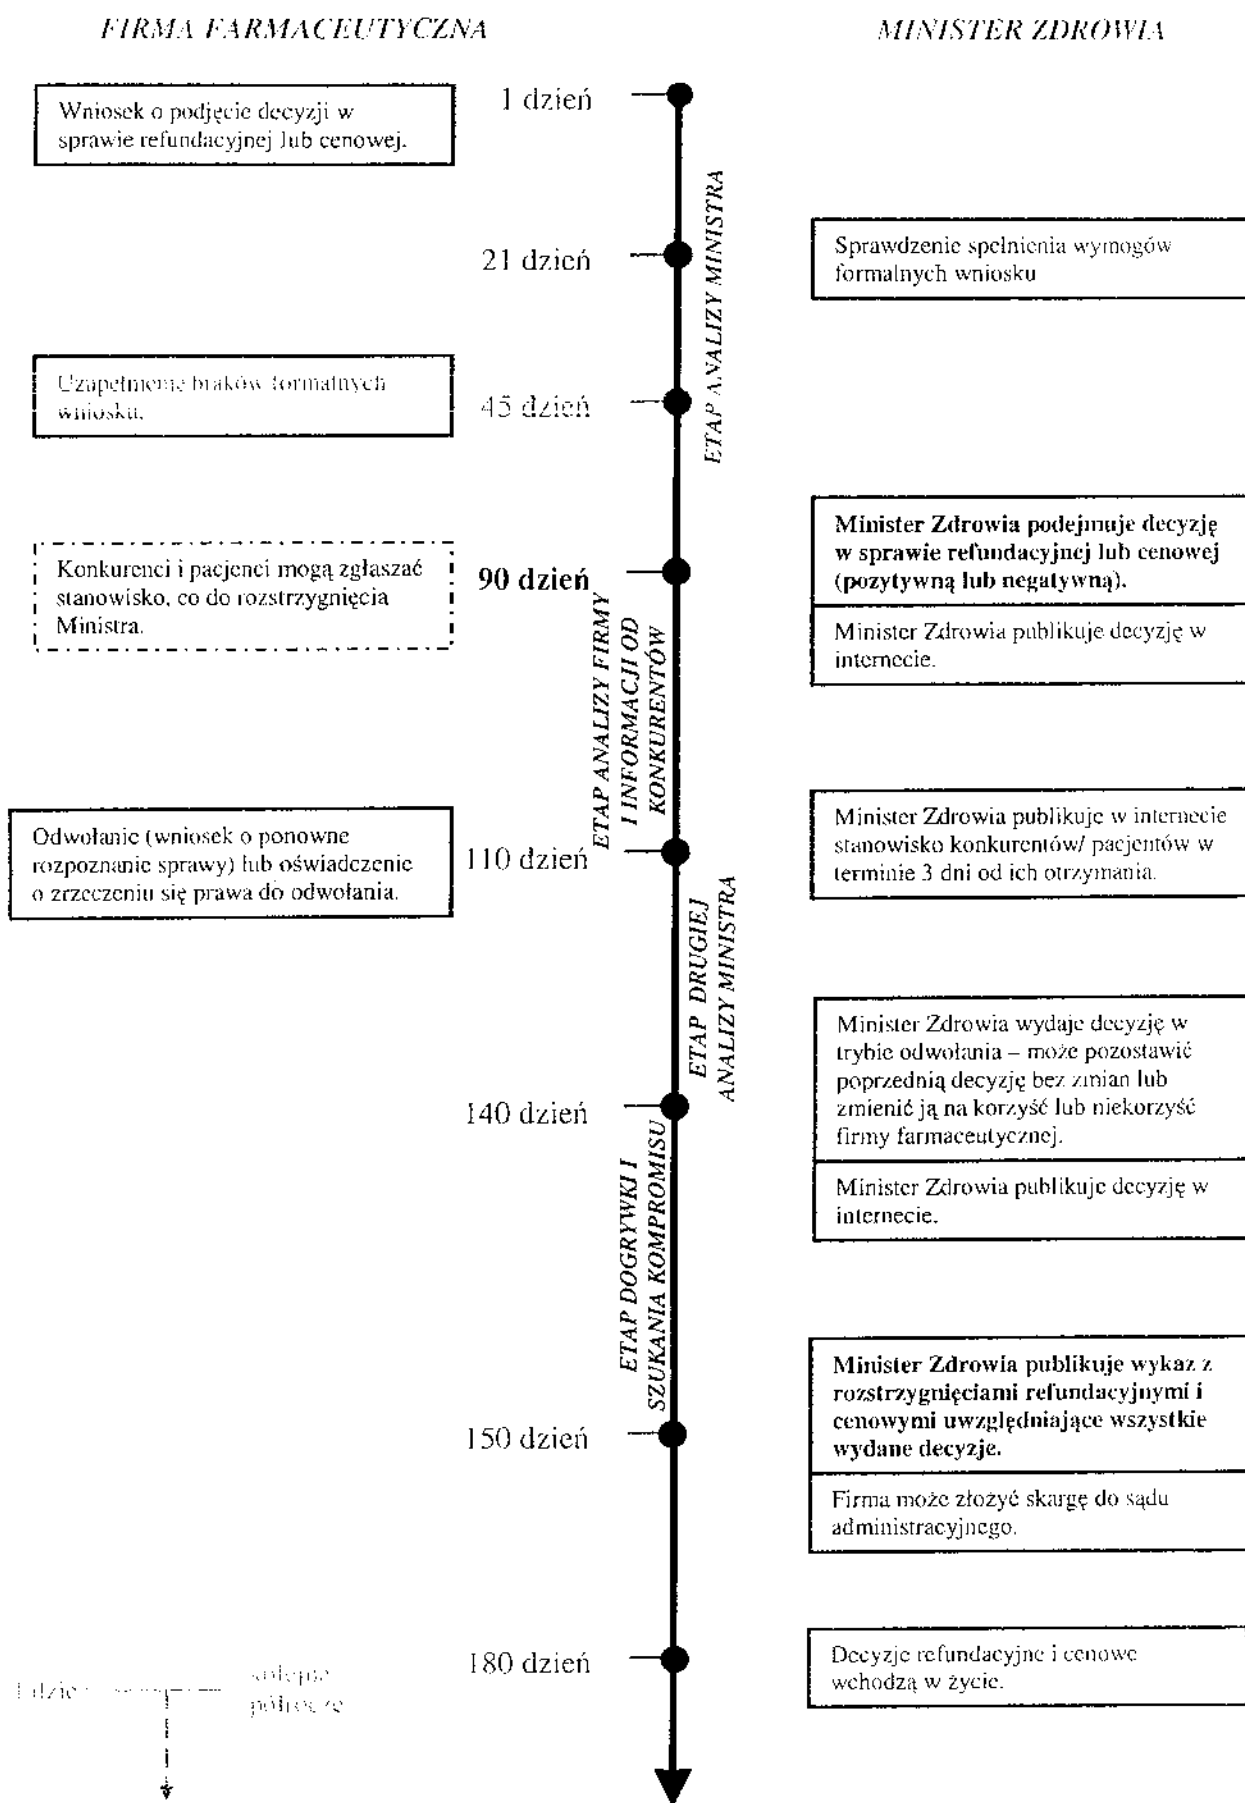 FIRMA FARMACEUTYCZNA
MINISTER ZDROWIA
Wniosek o podjęcie decyzji w
sprawie refundacyjnej lub cenowej.
1 dzień
ETAP ANALIZY MINISTRA
21 dzień
Sprawdzenie spełnienia wymogów
formalnych wniosku
Uzupełnienie braków formalnych
wniosku.
45 dzień
Konkurenci i pacjenci mogą zgłaszać
stanowisko, co do rozstrzygnięcia
Ministra.
90 dzień
Minister Zdrowia podejmuje decyzję
w sprawie refundacyjnej lub cenowej
(pozytywną lub negatywną).
Minister Zdrowia publikuje decyzję w
internecie.
ETAP ANALIZY FIRMY
I INFORMACJI OD
KONKURENTÓW
Odwołanie (wniosek o ponowne
rozpoznanie sprawy) lub oświadczenie
o zrzeczeniu się prawa do odwołania.
110 dzień
Minister Zdrowia publikuje w internecie
stanowisko konkurentów/ pacjentów w
terminie 3 dni od ich otrzymania.
ETAP DRUGIEJ
ANALIZY MINISTRA
140 dzień
Minister Zdrowia wydaje decyzję w
trybie odwołania – może pozostawić
poprzednią decyzję bez zmian lub
zmienić ją na korzyść lub niekorzyść
firmy farmaceutycznej.
Minister Zdrowia publikuje decyzję w
internecie.
ETAP DOGRYWKI I
SZUKANIA KOMPROMISU
150 dzień
Minister Zdrowia publikuje wykaz z
rozstrzygnięciami refundacyjnymi i
cenowymi uwzględniające wszystkie
wydane decyzje.
Firma może złożyć skargę do sądu
administracyjnego.
180 dzień
Decyzje refundacyjne i cenowe
wchodzą w życie.
kolejne
półrocze